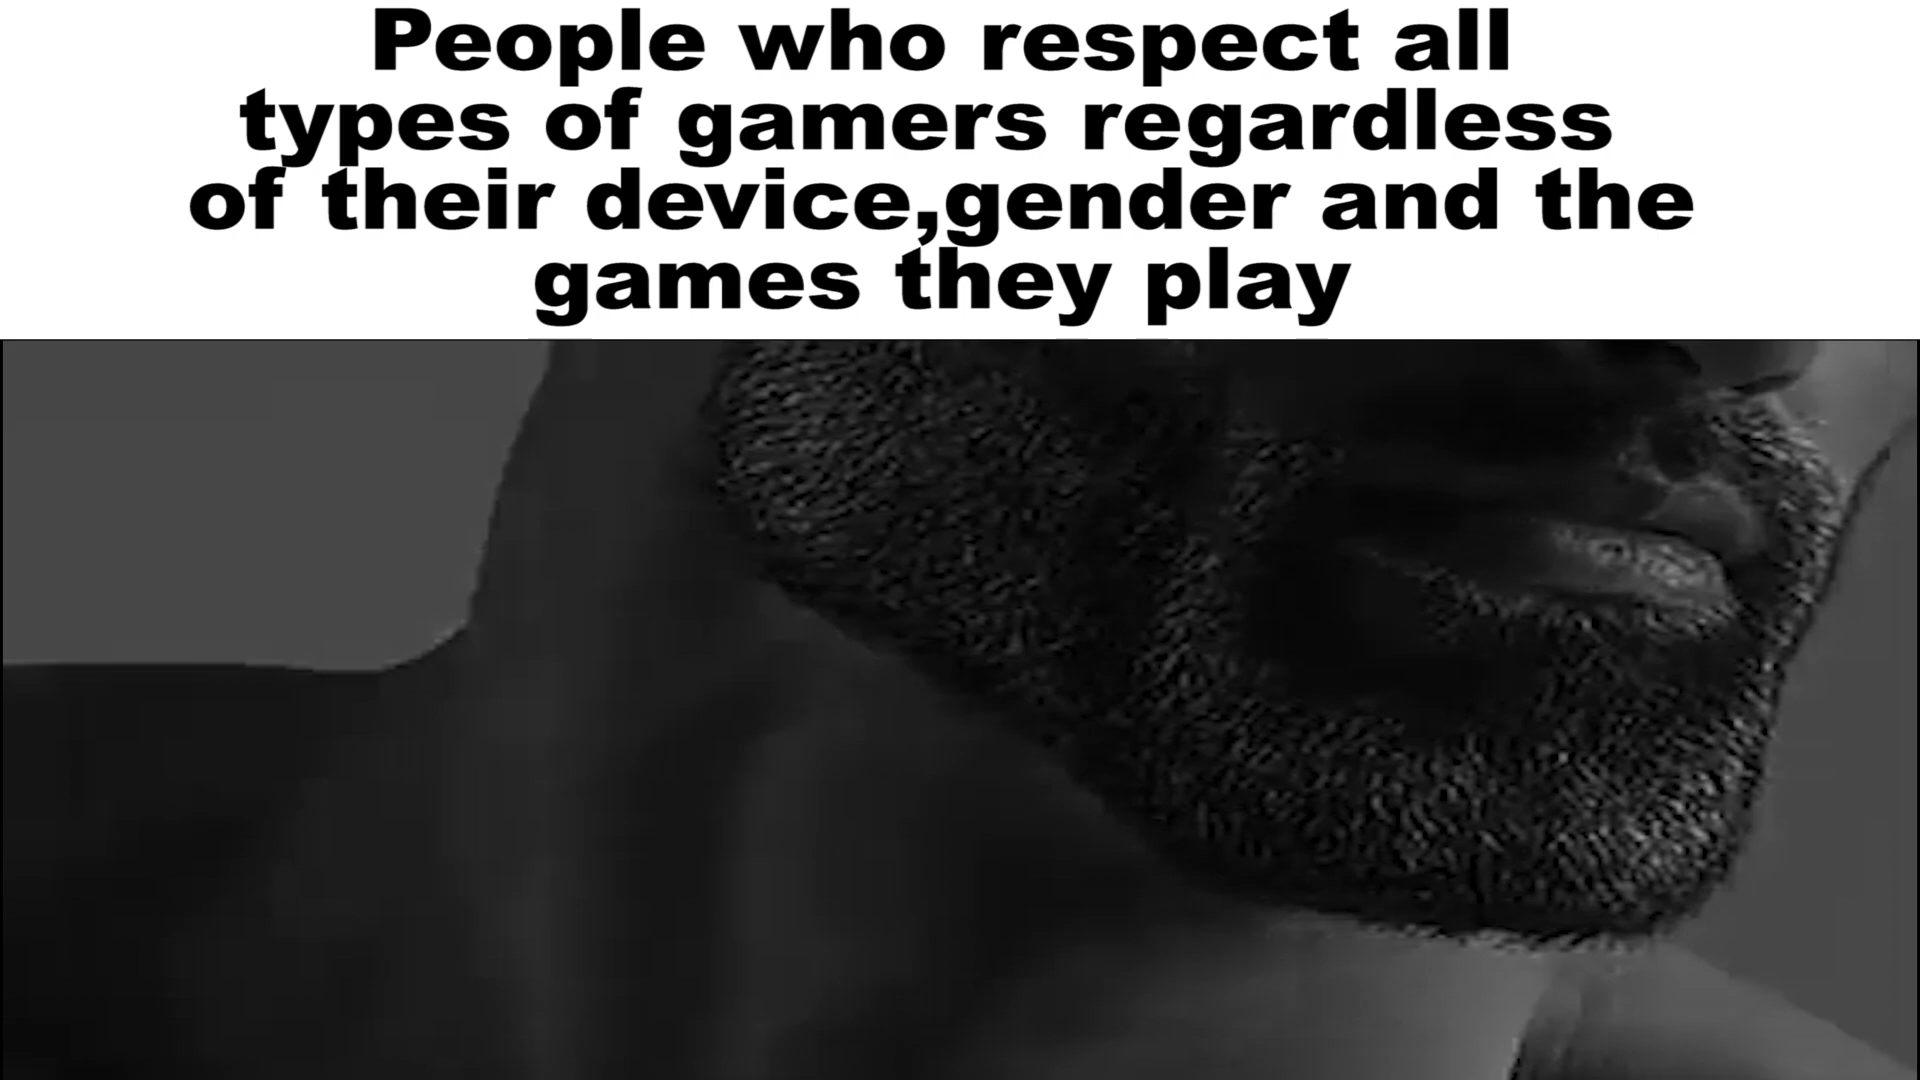 People who respect all
types of gamers regardless
of their device,gender and the
games they play